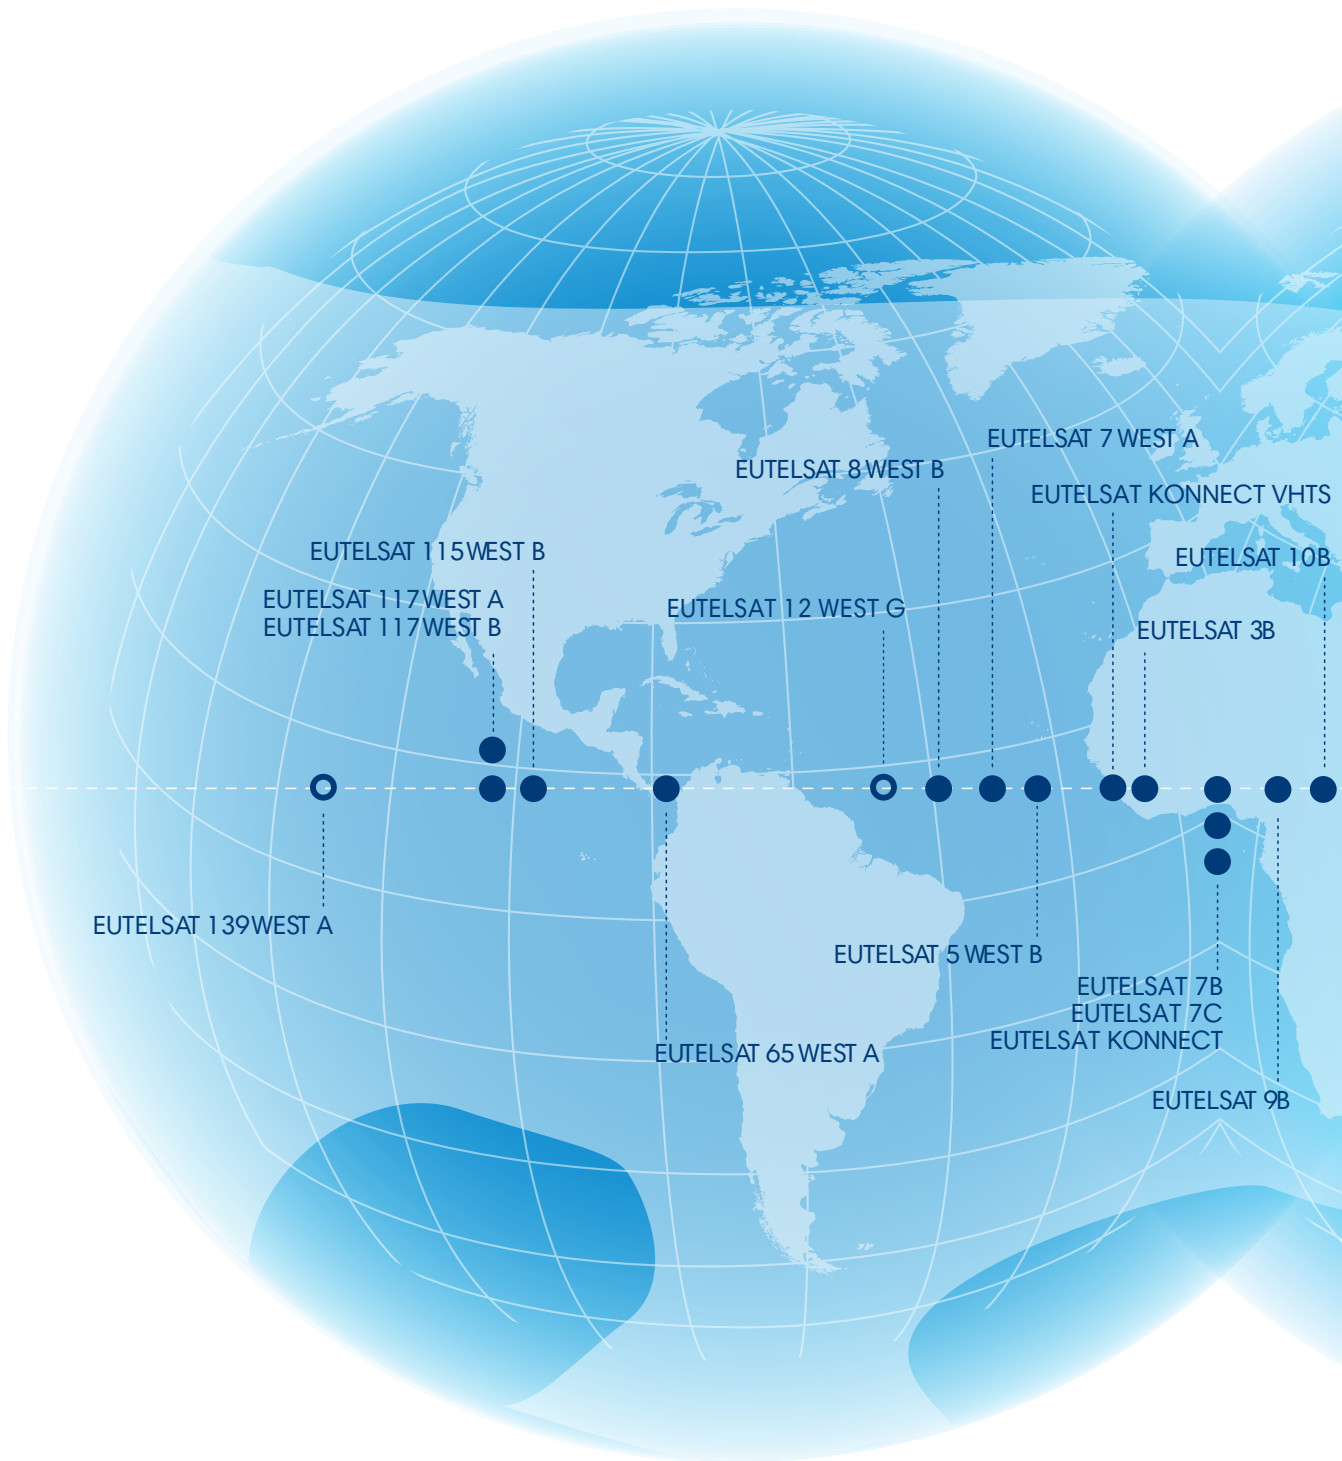 EUTELSAT 7 WEST A
EUTELSAT 8 WEST B
EUTELSAT KONNECT VHTS
EUTELSAT 115 WEST B
EUTELSAT 10B
EUTELSAT 117 WEST A
EUTELSAT 117 WEST B
EUTELSAT 12 WEST G
EUTELSAT 3B
EUTELSAT 139 WEST A
EUTELSAT 5 WEST B
EUTELSAT 7B
EUTELSAT 7C
EUTELSAT KONNECT
EUTELSAT 65 WEST A
EUTELSAT 9B